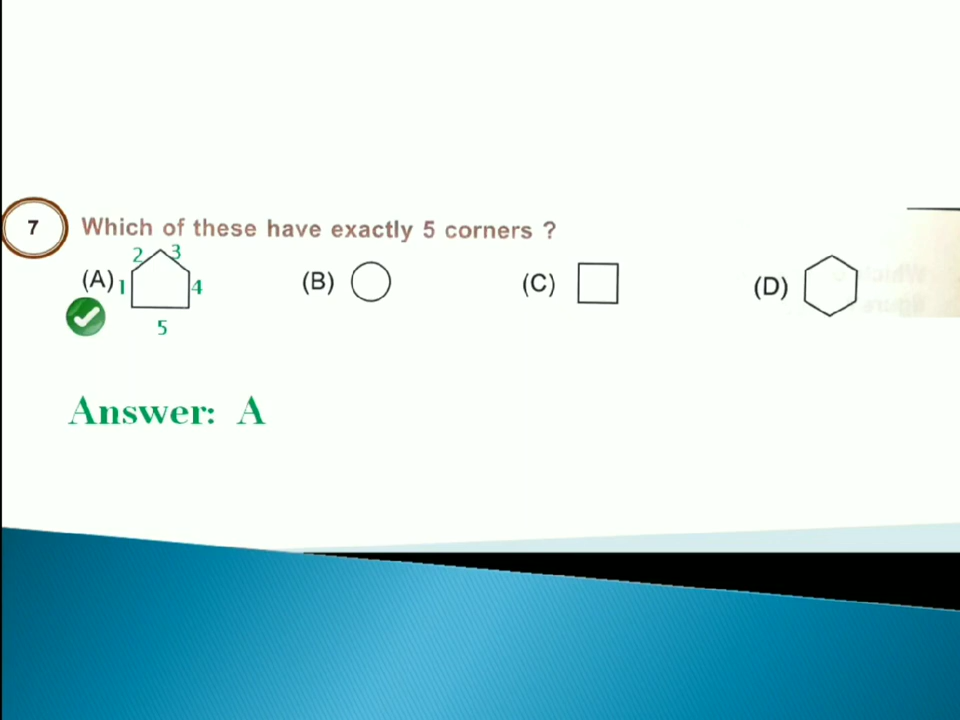 7 Which of these have exactly 5 corners ?
2 3
(A) 1 4 (B) (C) (D)
5
Answer: A